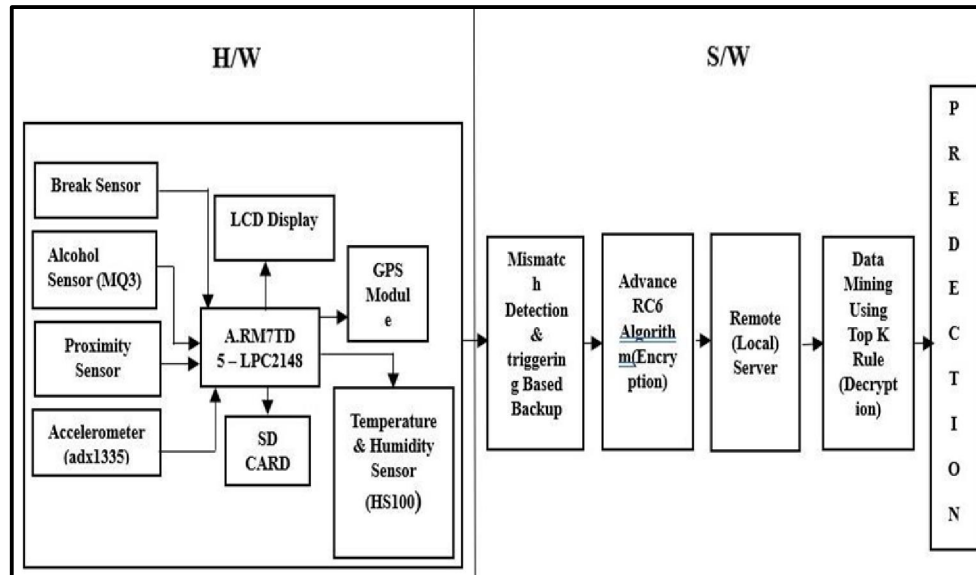 H/W
S/W
Break Sensor
Alcohol
Sensor (MQ3)
Proximity
Sensor
Accelerometer
(adx1335)
LCD Display
GPS
Modul
e
A.RM7TD
5 – LPC2148
SD
CARD
Temperature
& Humidity
Sensor
(HS100)
Mismatc
h
Detection
&
triggerin
g Based
Backup
Advance
RC6
Algorith
m(Encry
ption)
Remote
(Local)
Server
Data
Mining
Using
Top K
Rule
(Decrypt
ion)
P
R
E
D
E
C
T
I
O
N